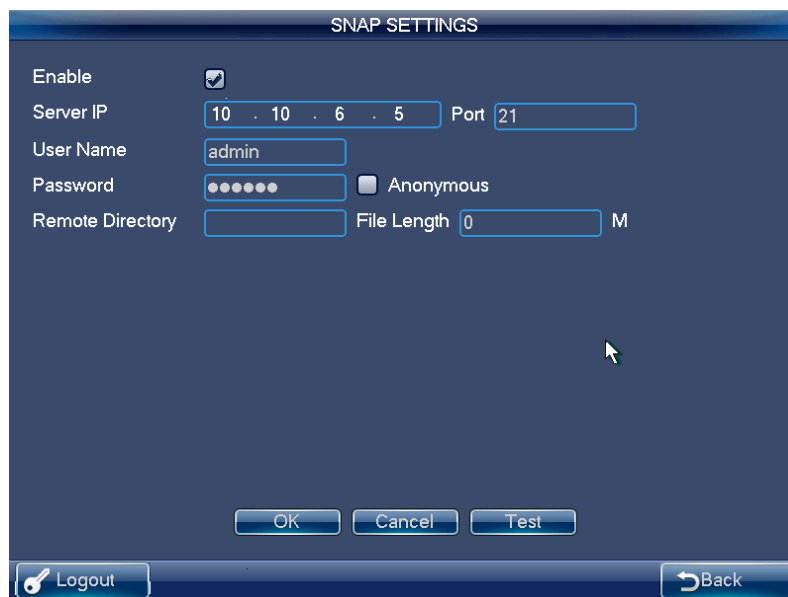 SNAP SETTINGS
Enable
Server IP 10 . 10 . 6 . 5 Port 21
User Name admin
Password ●●●●●● Anonymous
Remote Directory File Length 0 M
OK Cancel Test
Logout Back